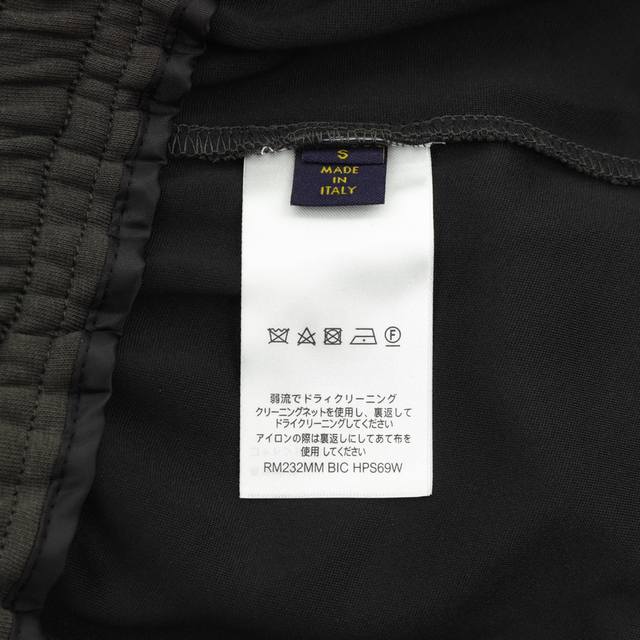 S
MADE
IN
ITALY
F
弱流でドライクリーニング
クリーニングネットを使用し、裏返して
ドライクリーニングしてください
アイロンの際は裏返しにしてあて布を
使用してください
RM232MM BIC HPS69W